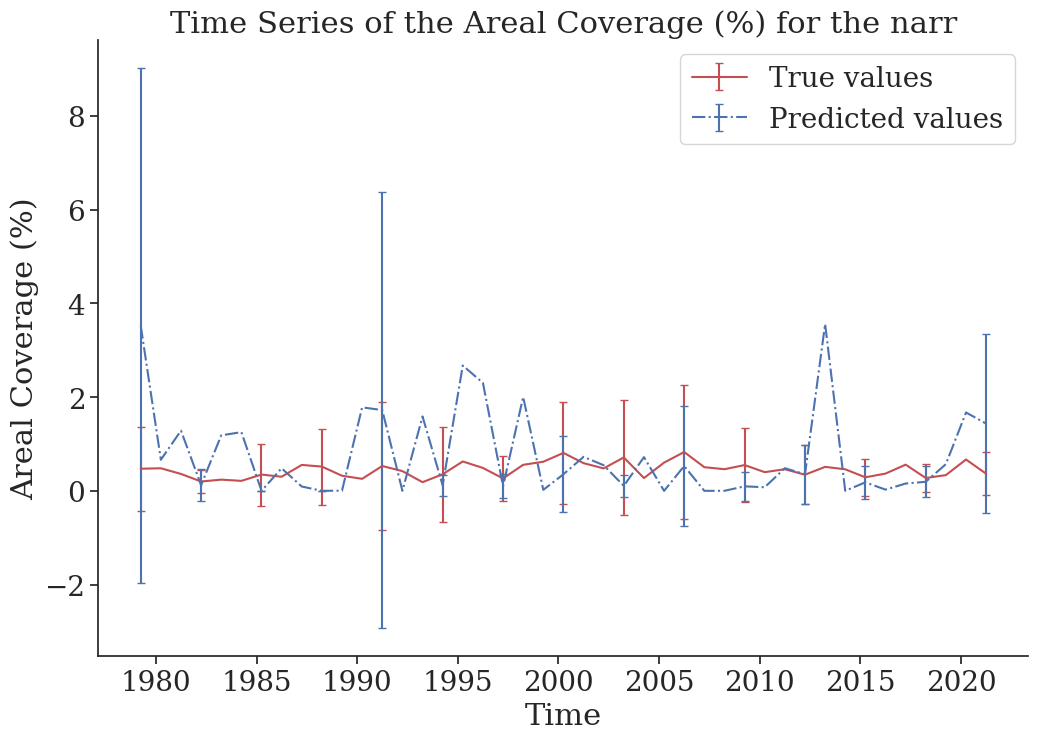 Time Series of the Areal Coverage (%) for the narr
True values
Predicted values
Areal Coverage (%)
8
6
4
2
0
−2
1980 1985 1990 1995 2000 2005 2010 2015 2020
Time